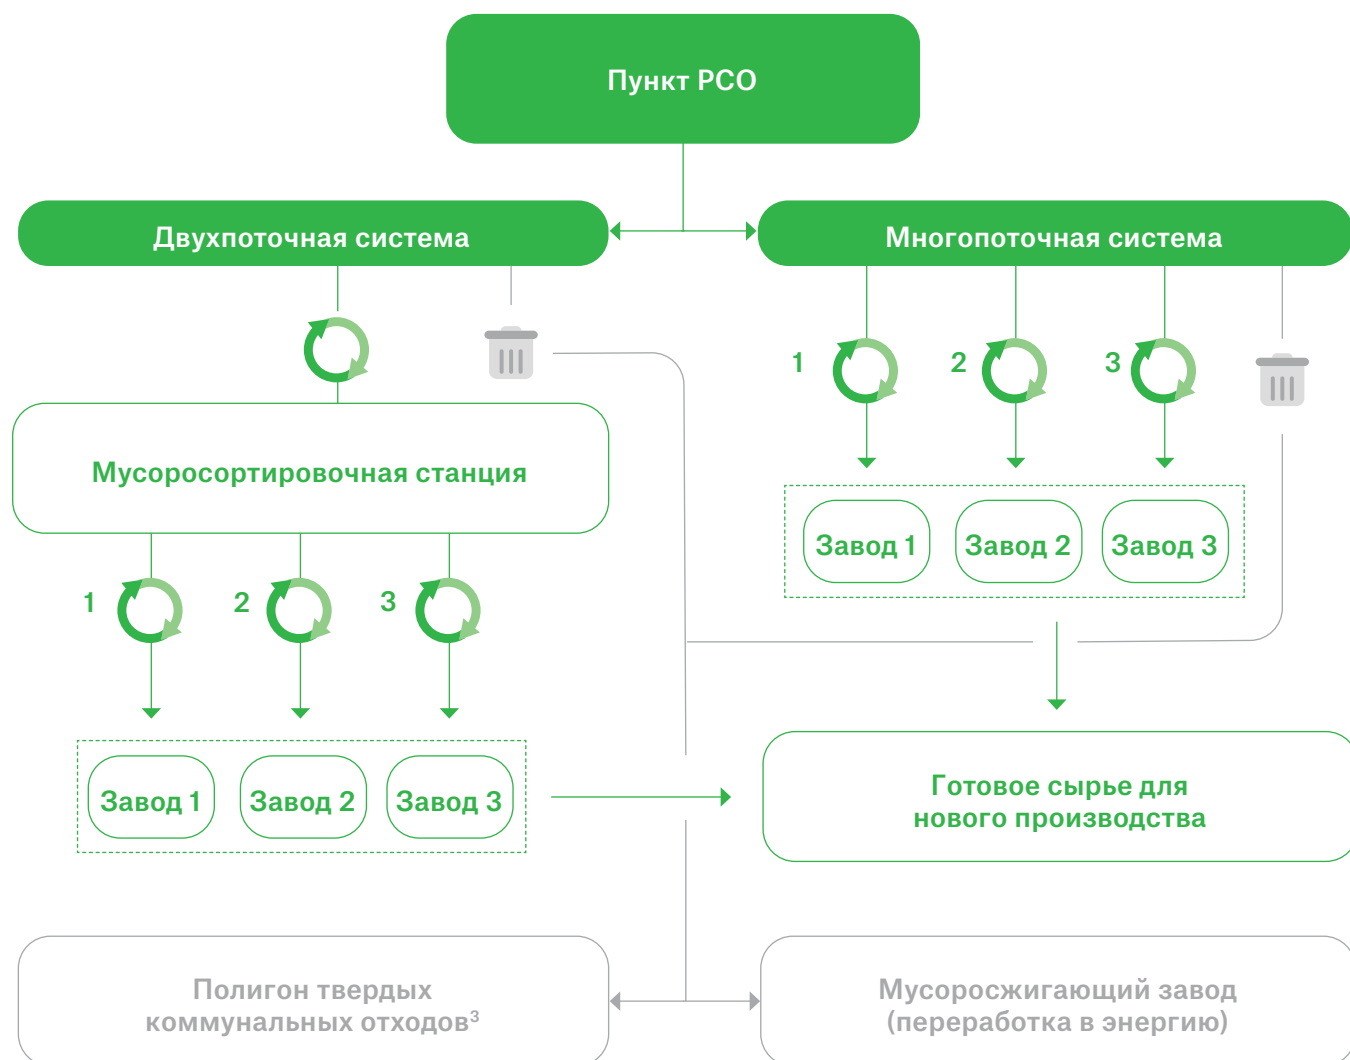 Пункт РСО
Двухпоточная система
Многопоточная система
1
2
3
Мусоросортировочная станция
Завод 1
Завод 2
Завод 3
1
2
3
Завод 1
Завод 2
Завод 3
Готовое сырье для
нового производства
Полигон твердых
коммунальных отходов³
Мусоросжигающий завод
(переработка в энергию)